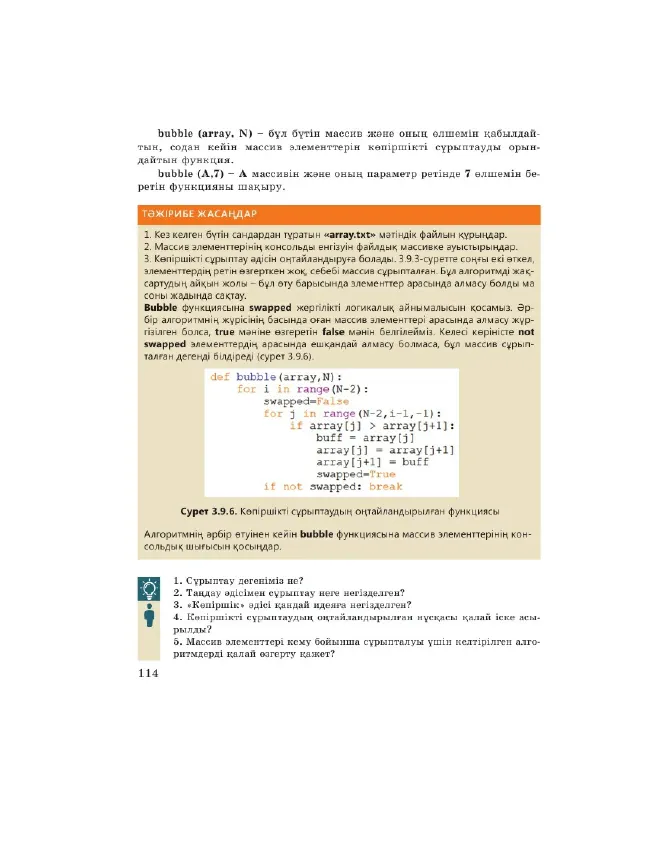 bubble (array, N) – бұл бүтін массив және оның өлшемін қабылдай-
тын, содан кейін массив элементтерін көпіршікті сұрыптауды орын-
дайтын функция.
bubble (A,7) – A массивін және оның параметр ретінде 7 өлшемін бе-
ретін функцияны шақыру.
ТӘЖІРИБЕ ЖАСАҢДАР
1. Кез келген бүтін сандардан тұратын «array.txt» мәтіндік файлын құрыңдар.
2. Массив элементтерінің консольды енгізуін файлдық массивке ауыстырыңдар.
3. Көпіршікті сұрыптау әдісін оңтайландыруға болады. 3.9.3-суретте соңғы екі өткел,
элементтердің ретін өзгерткен жоқ, себебі массив сұрыпталған. Бұл алгоритмді жақ-
сартудың айқын жолы – бұл өту барысында элементтер арасында алмасу болды ма
соны жадында сақтау.
Bubble функциясына swapped жергілікті логикалық айнымалысын қосамыз. Әр-
бір алгоритмнің жүрісінің басында оған массив элементтері арасында алмасу жүр-
гізілген болса, true мәніне өзгеретін false мәнін белгілейміз. Келесі көріністе not
swapped элементтердің арасында ешқандай алмасу болмаса, бұл массив сұрып-
талған дегенді білдіреді (сурет 3.9.6).
def bubble(array,N):
for i in range(N-2):
swapped=False
for j in range(N-2,i-1,-1):
if array[j] > array[j+1]:
buff = array[j]
array[j] = array[j+1]
array[j+1] = buff
swapped=True
if not swapped: break
Сурет 3.9.6. Көпіршікті сұрыптаудың оңтайландырылған функциясы
Алгоритмнің әрбір өтуінен кейін bubble функциясына массив элементтерінің кон-
сольдық шығысын қосыңдар.
1. Сұрыптау дегеніміз не?
2. Таңдау әдісімен сұрыптау неге негізделген?
3. «Көпіршік» әдісі қандай идеяға негізделген?
4. Көпіршікті сұрыптаудың оңтайландырылған нұсқасы қалай іске асы-
рылды?
5. Массив элементтері кему бойынша сұрыпталуы үшін келтірілген алго-
ритмдерді қалай өзгерту қажет?
114